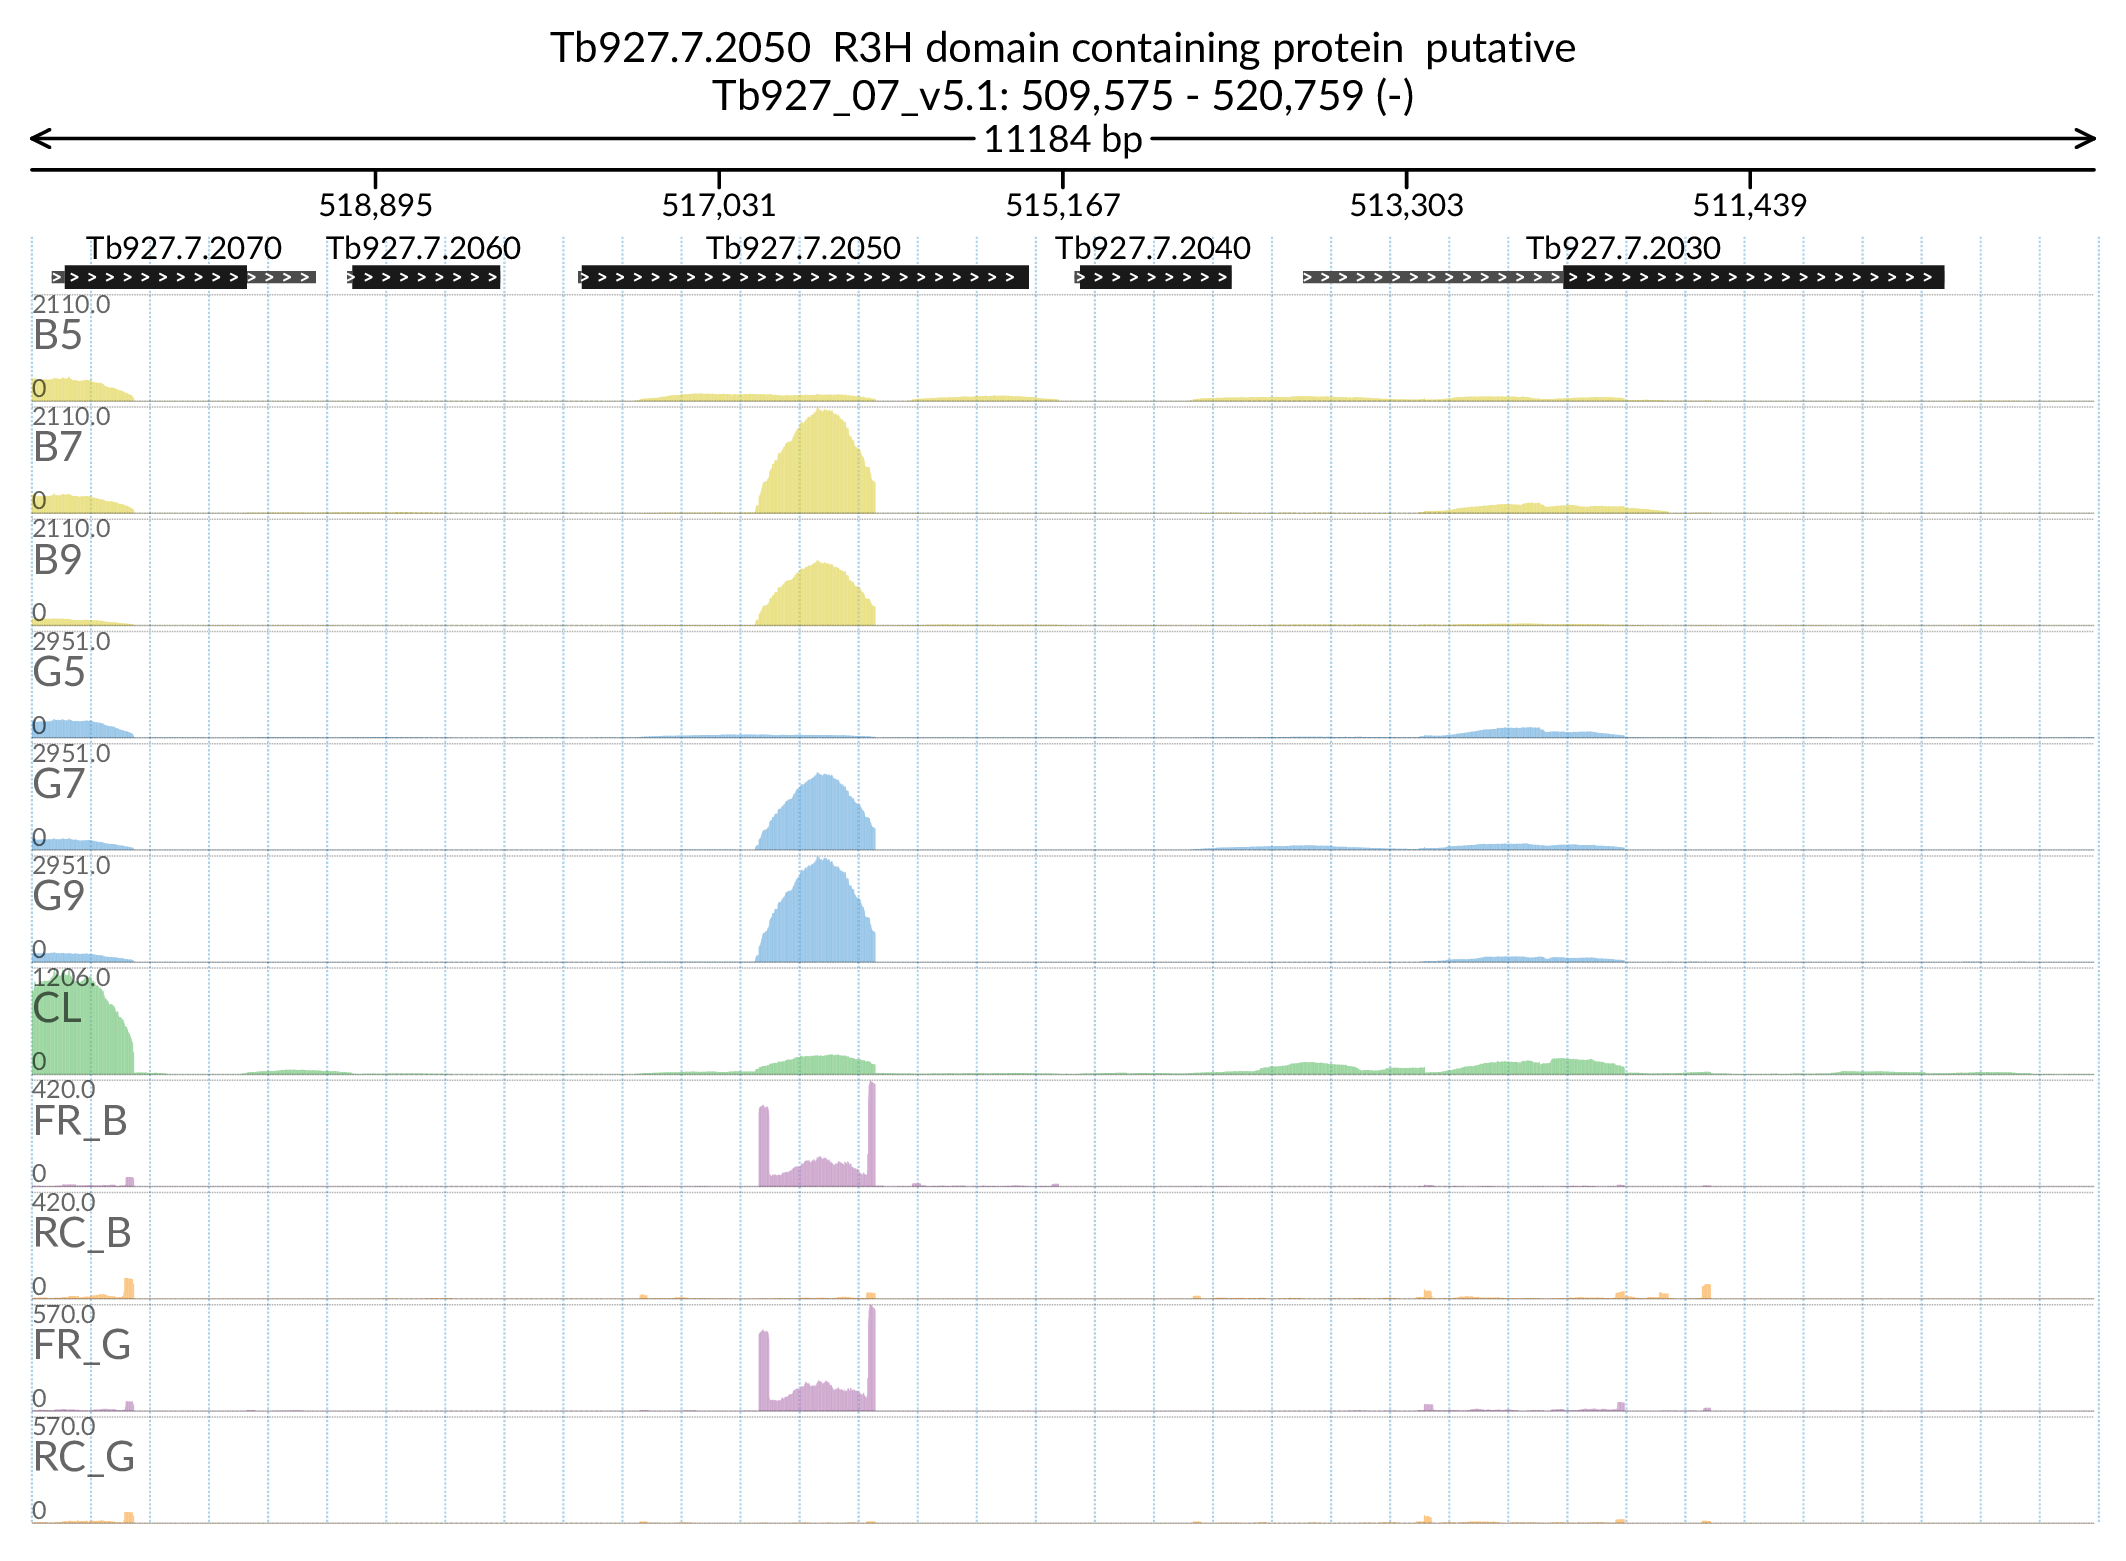 Tb927.7.2050  R3H domain containing protein  putative
Tb927_07_v5.1: 509,575 - 520,759 (-)
11184 bp
518,895 517,031 515,167 513,303 511,439
Tb927.7.2070 Tb927.7.2060 Tb927.7.2050 Tb927.7.2040 Tb927.7.2030
2110.0
B5
0
2110.0
B7
0
2110.0
B9
0
2951.0
G5
0
2951.0
G7
0
2951.0
G9
0
1206.0
CL
0
420.0
FR_B
0
420.0
RC_B
0
570.0
FR_G
0
570.0
RC_G
0